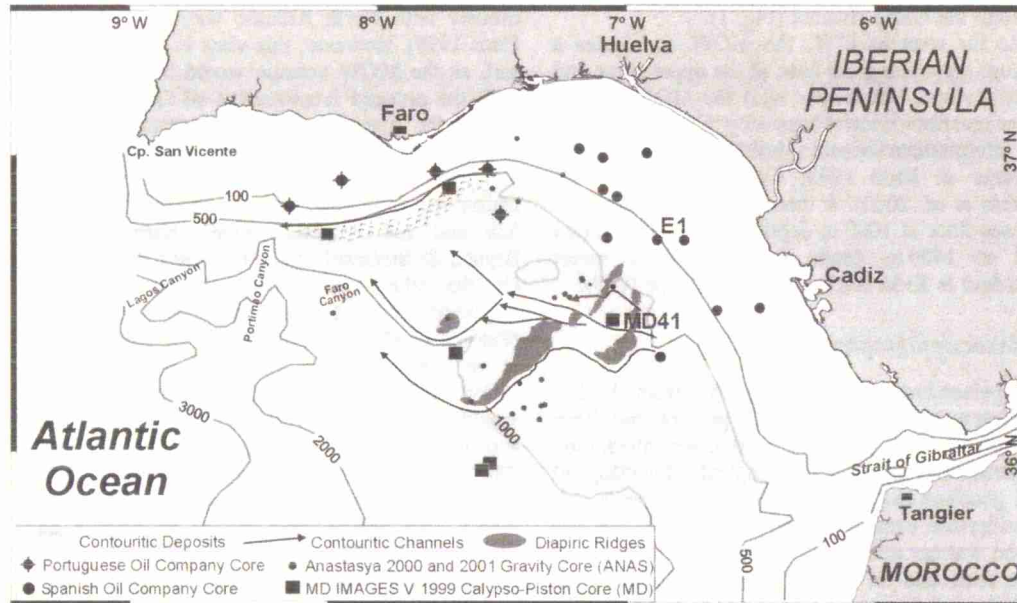 9° W
8° W
7° W
6° W
Huelva
IBERIAN
PENINSULA
Faro
Cp. San Vicente
37° N
100
500
E1
Lagos Canyon
Portimao Canyon
Faro
Canyon
Cadiz
MD41
3000
2000
1000
Atlantic
Ocean
36° N
Strait of Gibraltar
Tangier
100
500
MOROCCO
Contouritic Deposits
Contouritic Channels
Diapiric Ridges
Portuguese Oil Company Core
Anastasya 2000 and 2001 Gravity Core (ANAS)
Spanish Oil Company Core
MD IMAGES V 1999 Calypso-Piston Core (MD)